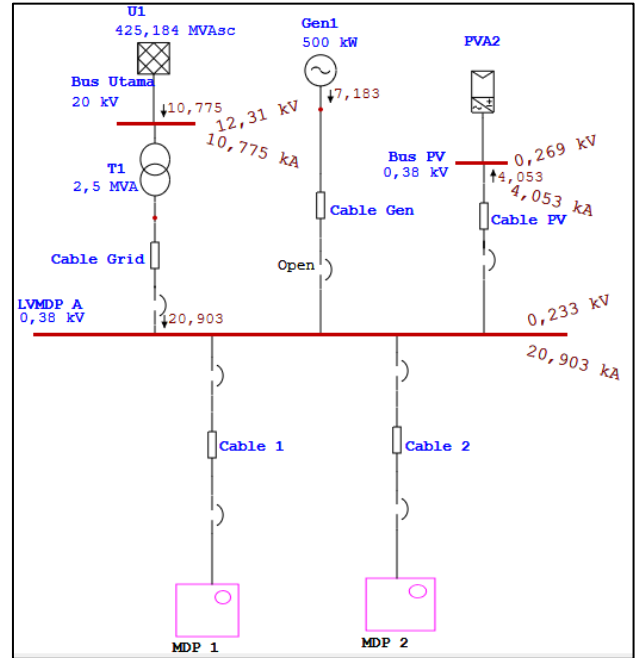 U1
425,184 MVAsc
Gen1
500 kW
PVA2
Bus Utama
20 kV
10,775
12,31 kV
10,775 kA
7,183
T1
2,5 MVA
Bus PV
0,38 kV
0,269 kV
4,053
4,053 kA
Cable Gen
Cable PV
Cable Grid
Open
LVMDP A
0,38 kV
20,903
0,233 kV
20,903 kA
Cable 1
Cable 2
MDP 1
MDP 2